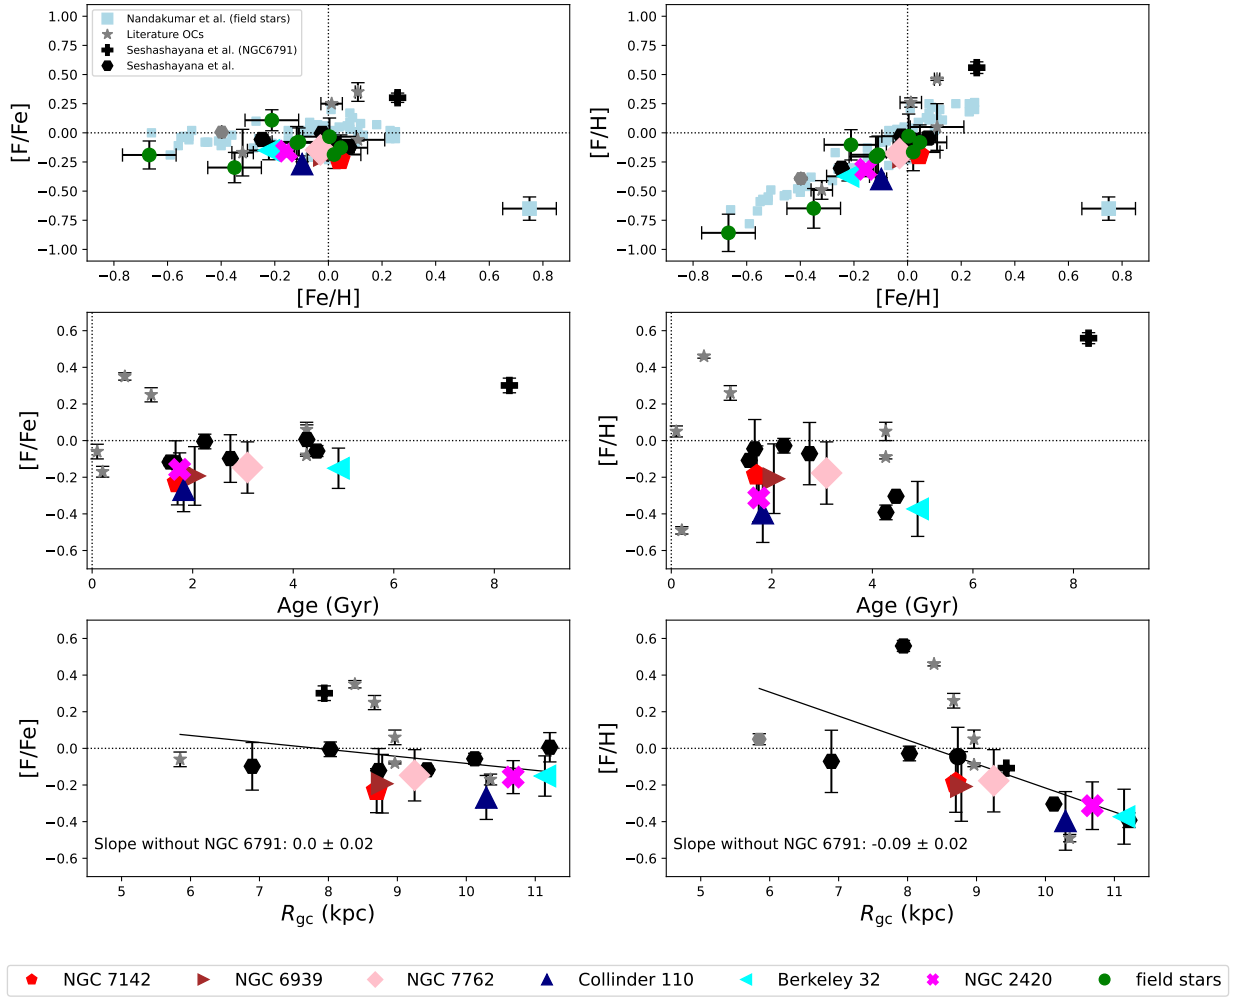 Nandakumar et al. (field stars)
Literature OCs
Seshashayana et al. (NGC6791)
Seshashayana et al.
[F/Fe]
1.00
0.75
0.50
0.25
0.00
−0.25
−0.50
−0.75
−1.00
−0.8 −0.6 −0.4 −0.2 0.0 0.2 0.4 0.6 0.8
[Fe/H]
[F/H]
1.00
0.75
0.50
0.25
0.00
−0.25
−0.50
−0.75
−1.00
−0.8 −0.6 −0.4 −0.2 0.0 0.2 0.4 0.6 0.8
[Fe/H]
[F/Fe]
0.6
0.4
0.2
0.0
−0.2
−0.4
−0.6
0 2 4 6 8
Age (Gyr)
[F/H]
0.6
0.4
0.2
0.0
−0.2
−0.4
−0.6
0 2 4 6 8
Age (Gyr)
[F/Fe]
0.6
0.4
0.2
0.0
−0.2
−0.4
−0.6
Slope without NGC 6791: 0.0 ± 0.02
5 6 7 8 9 10 11
Rgc (kpc)
[F/H]
0.6
0.4
0.2
0.0
−0.2
−0.4
−0.6
Slope without NGC 6791: -0.09 ± 0.02
5 6 7 8 9 10 11
Rgc (kpc)
NGC 7142 NGC 6939 NGC 7762 Collinder 110 Berkeley 32 NGC 2420 field stars